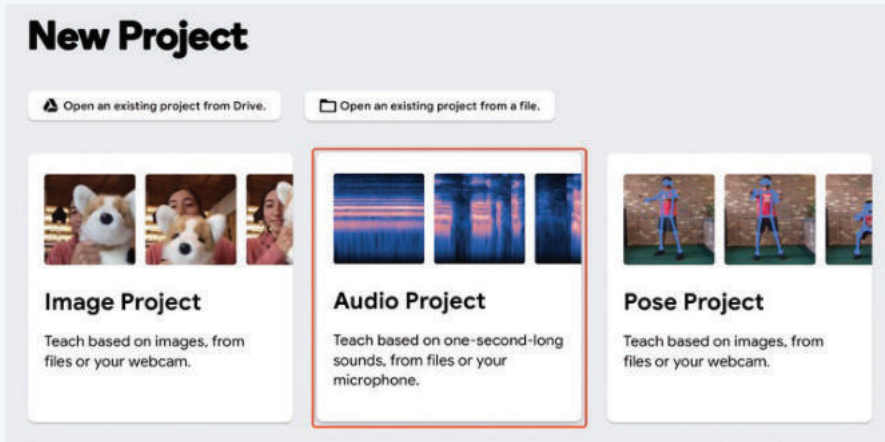 New Project
Open an existing project from Drive.
Open an existing project from a file.
Image Project
Teach based on images, from
files or your webcam.
Audio Project
Teach based on one-second-long
sounds, from files or your
microphone.
Pose Project
Teach based on images, from
files or your webcam.